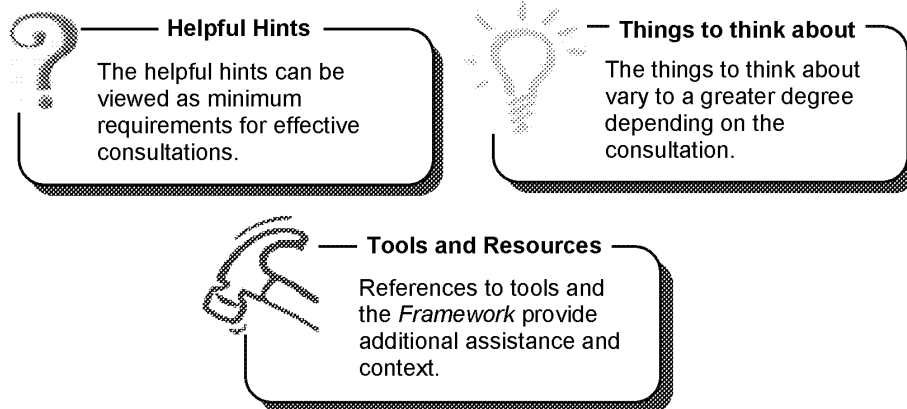 Helpful Hints
The helpful hints can be
viewed as minimum
requirements for effective
consultations.
Things to think about
The things to think about
vary to a greater degree
depending on the
consultation.
Tools and Resources
References to tools and
the Framework provide
additional assistance and
context.